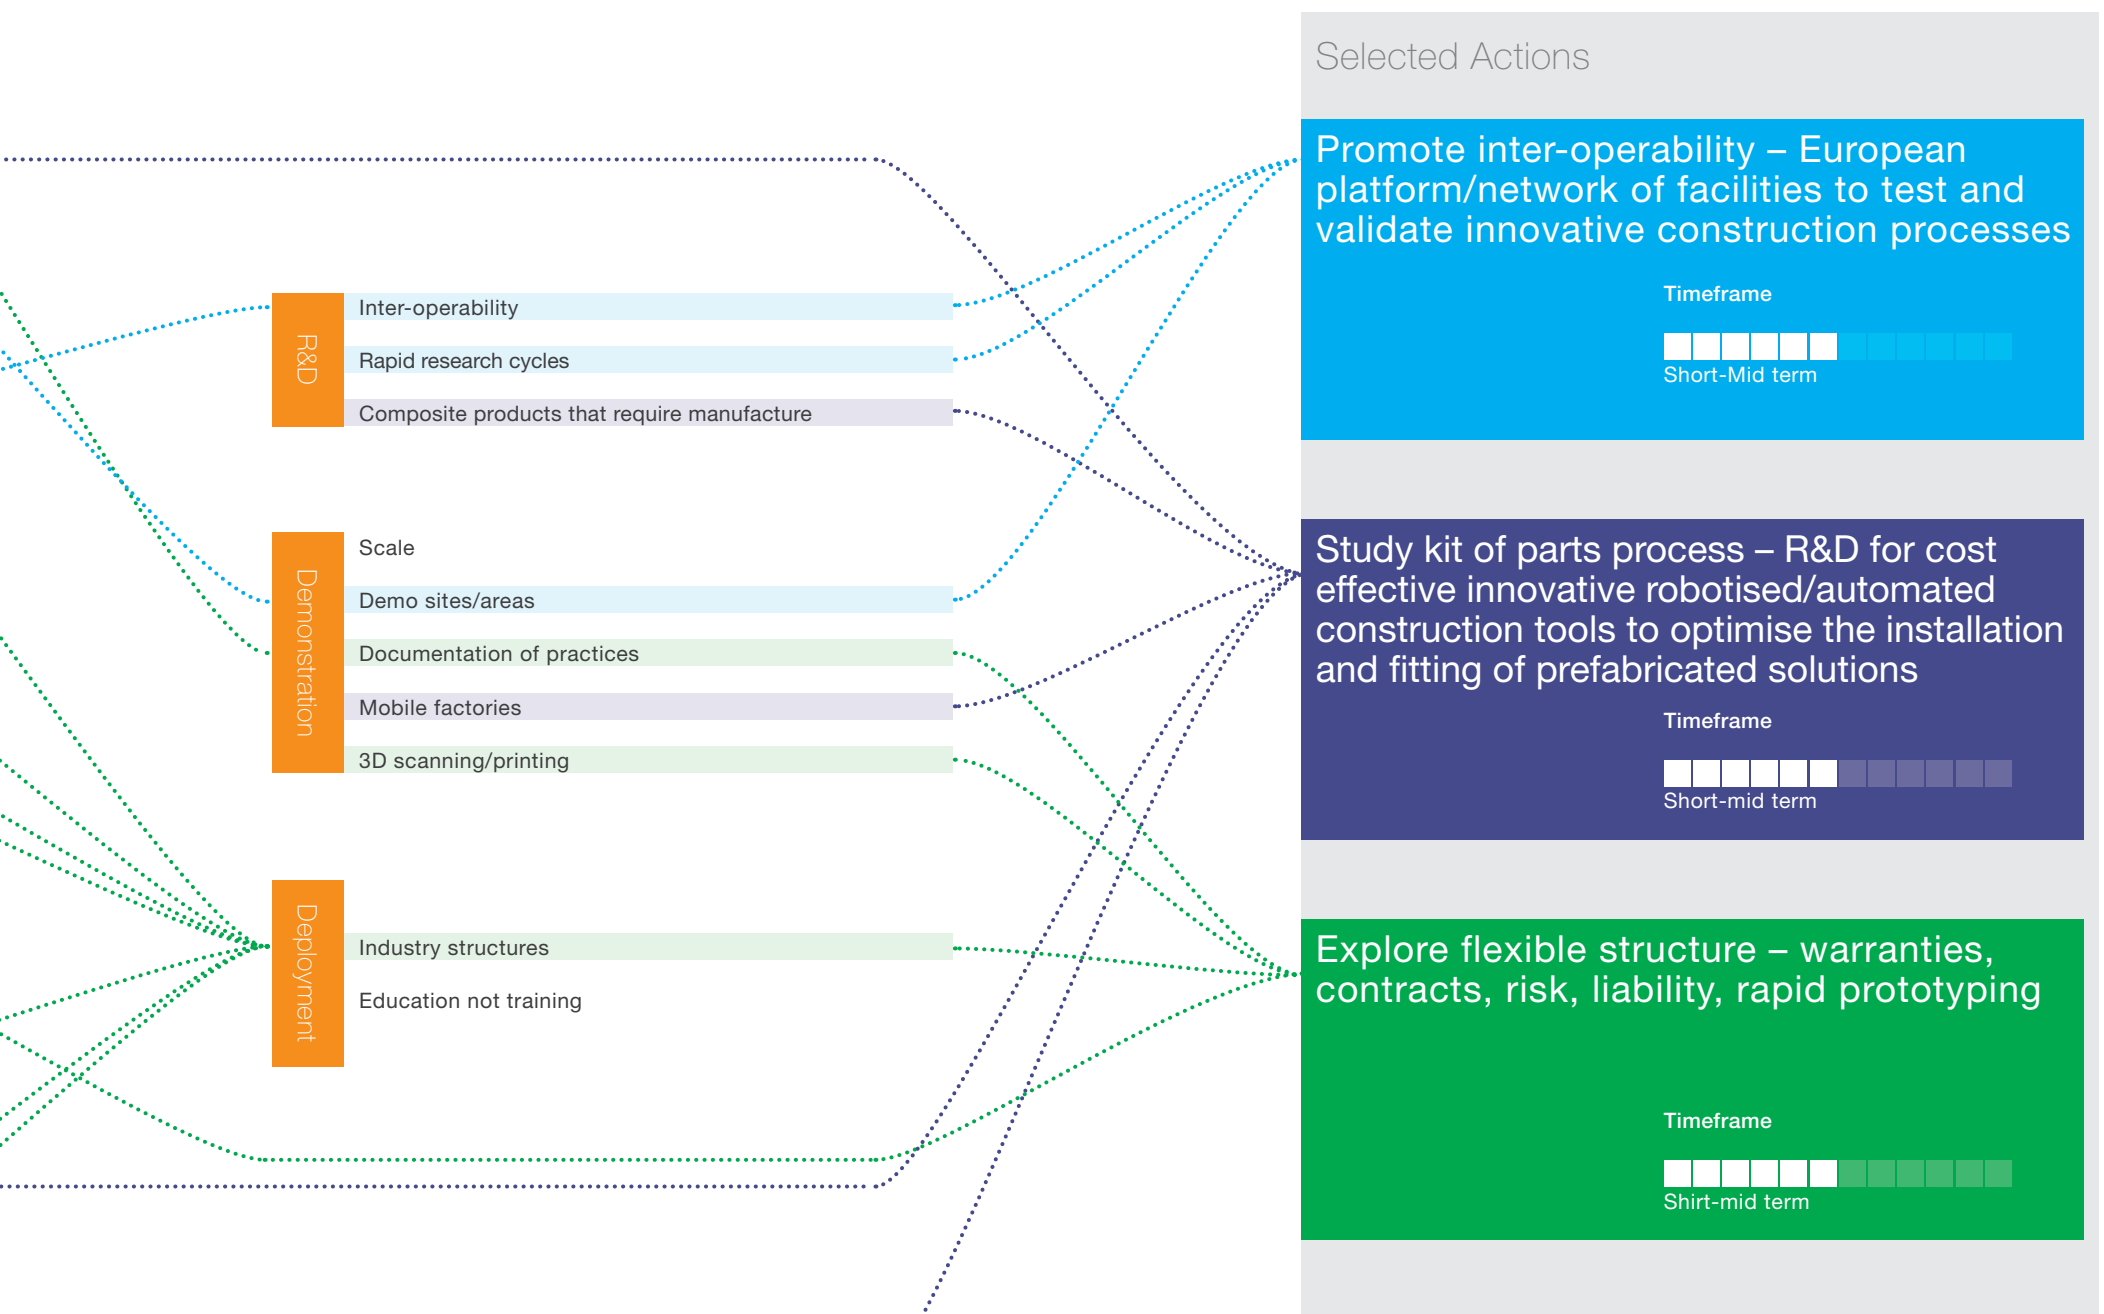 Selected Actions
Promote inter-operability – European
platform/network of facilities to test and
validate innovative construction processes
Timeframe
Short-Mid term
R&D
Inter-operability
Rapid research cycles
Composite products that require manufacture
Study kit of parts process – R&D for cost
effective innovative robotised/automated
construction tools to optimise the installation
and fitting of prefabricated solutions
Timeframe
Short-mid term
Demonstration
Scale
Demo sites/areas
Documentation of practices
Mobile factories
3D scanning/printing
Deployment
Industry structures
Education not training
Explore flexible structure – warranties,
contracts, risk, liability, rapid prototyping
Timeframe
Shirt-mid term